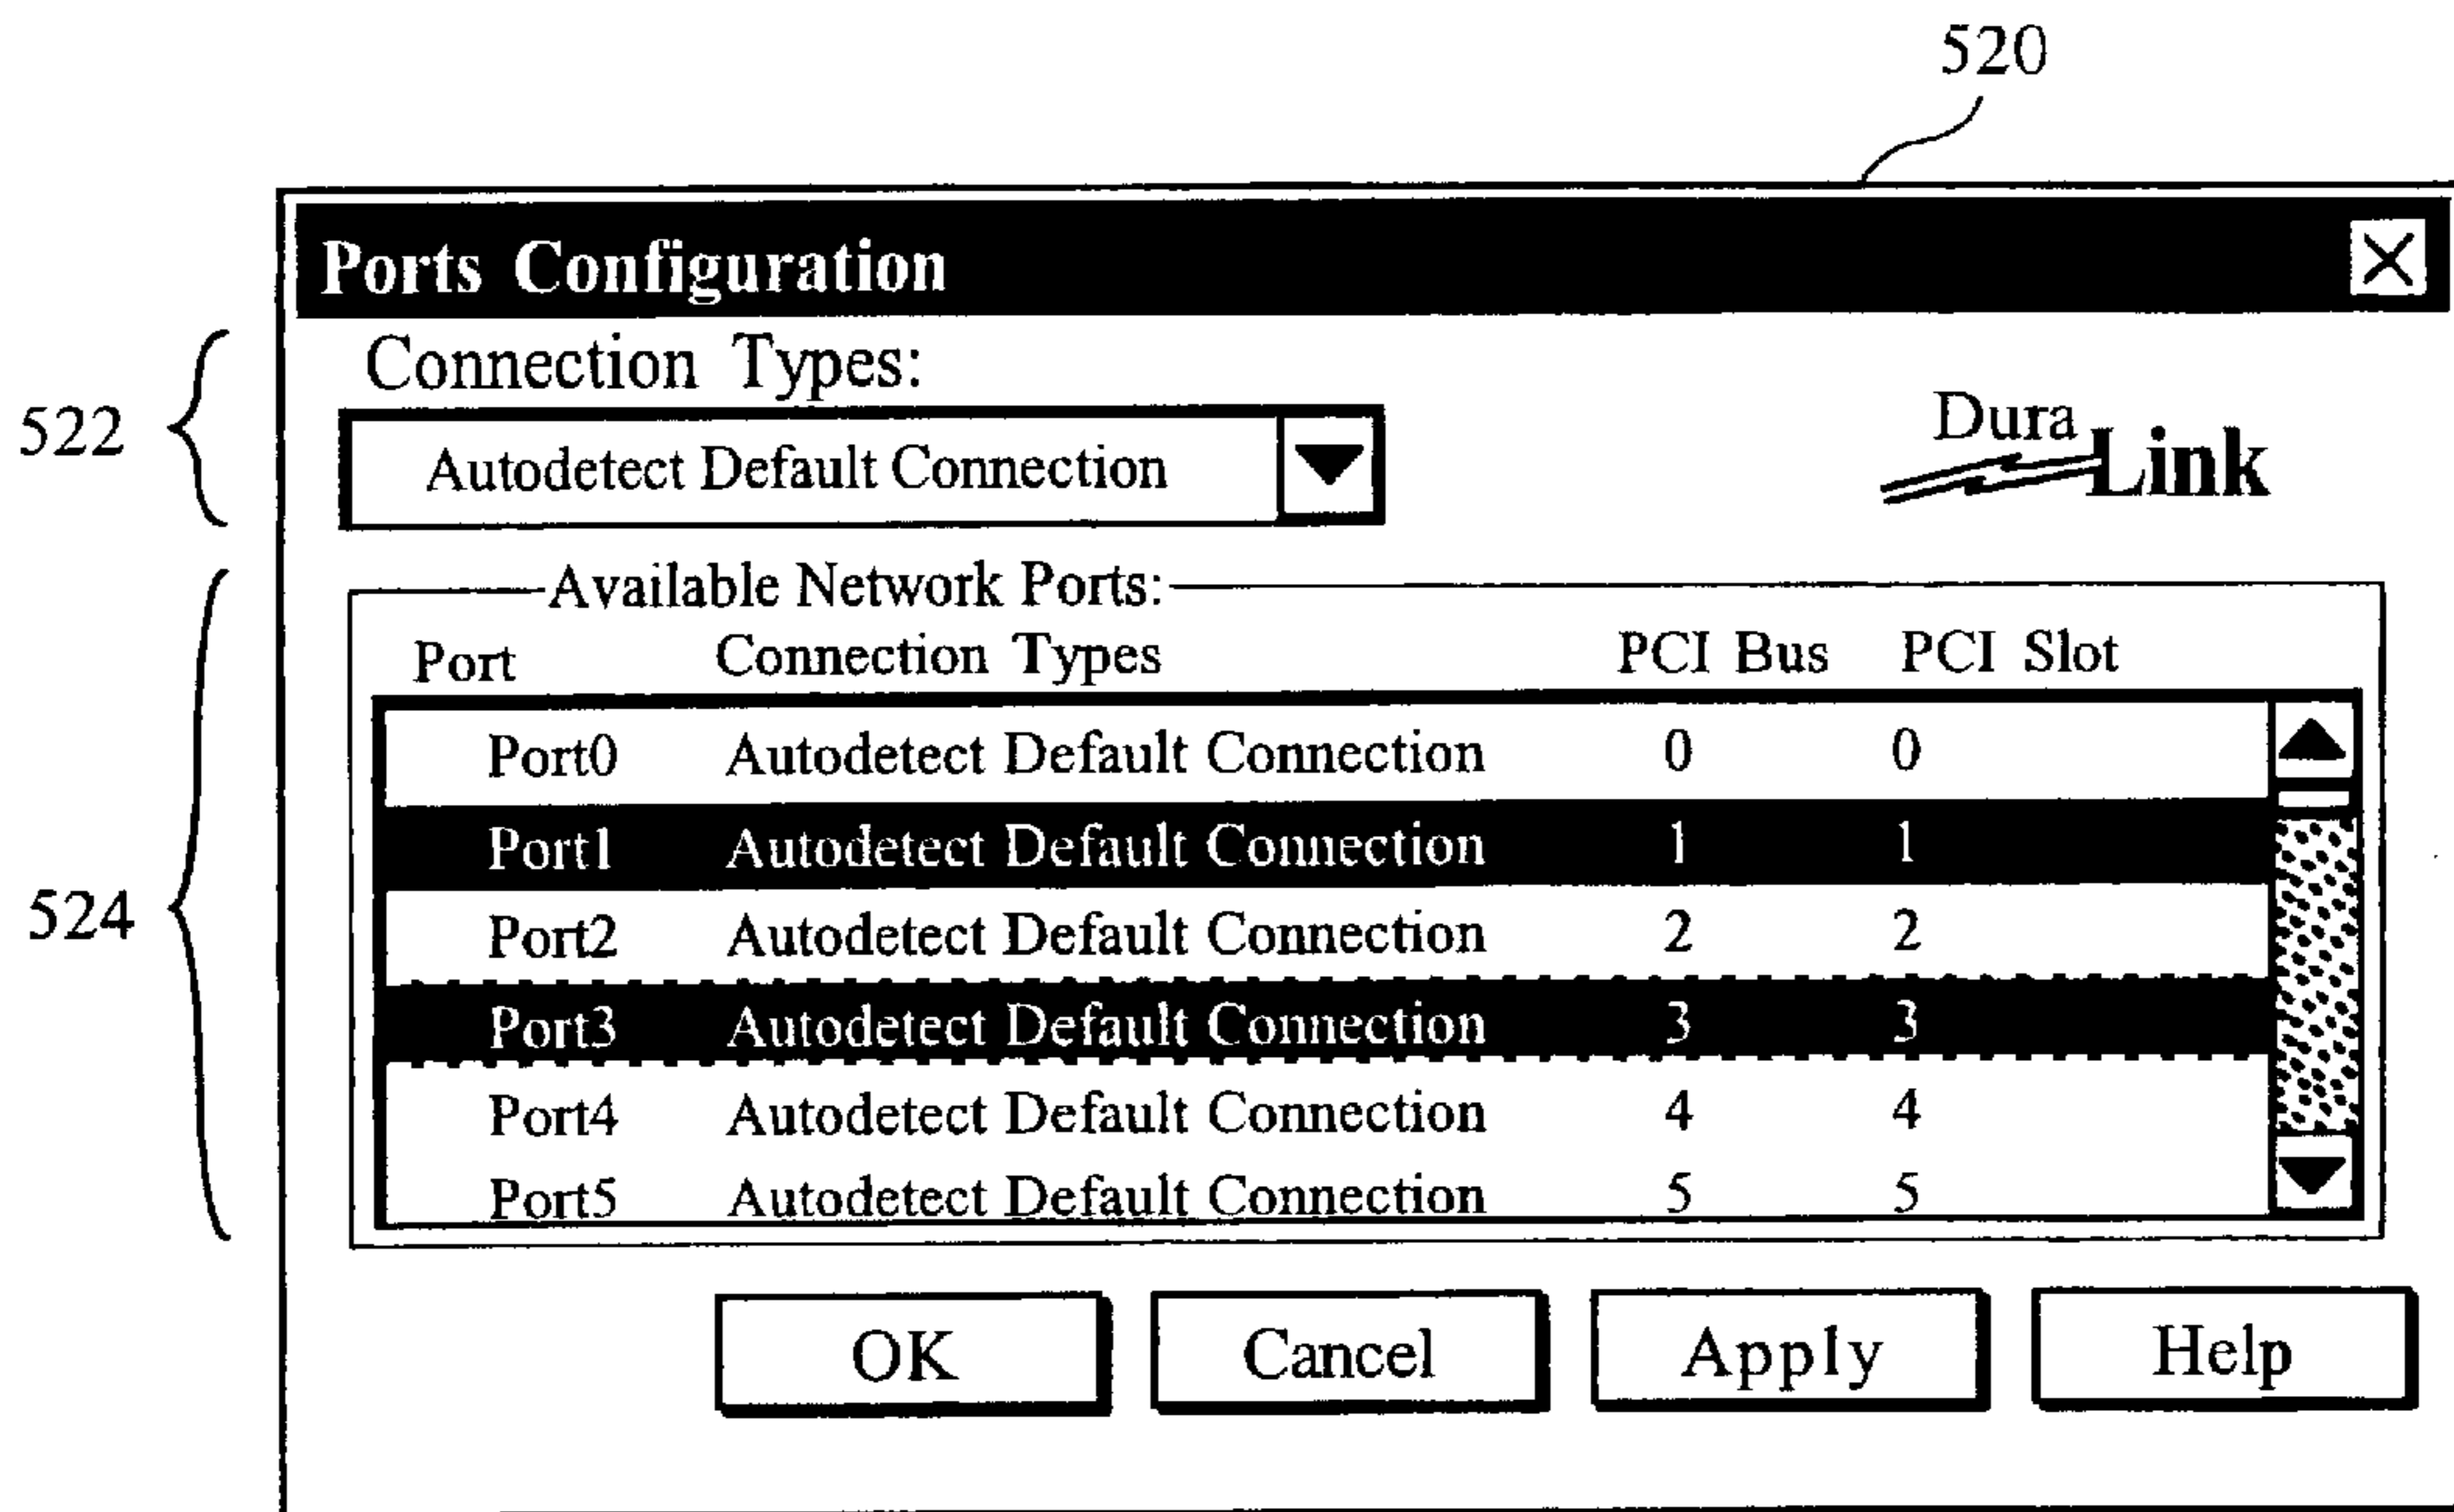 520
Ports Configuration
522
Connection Types:
Autodetect Default Connection
Dura
Link
524
Available Network Ports:
Port Connection Types PCI Bus PCI Slot
Port0 Autodetect Default Connection 0 0
Port1 Autodetect Default Connection 1 1
Port2 Autodetect Default Connection 2 2
Port3 Autodetect Default Connection 3 3
Port4 Autodetect Default Connection 4 4
Port5 Autodetect Default Connection 5 5
OK Cancel Apply Help